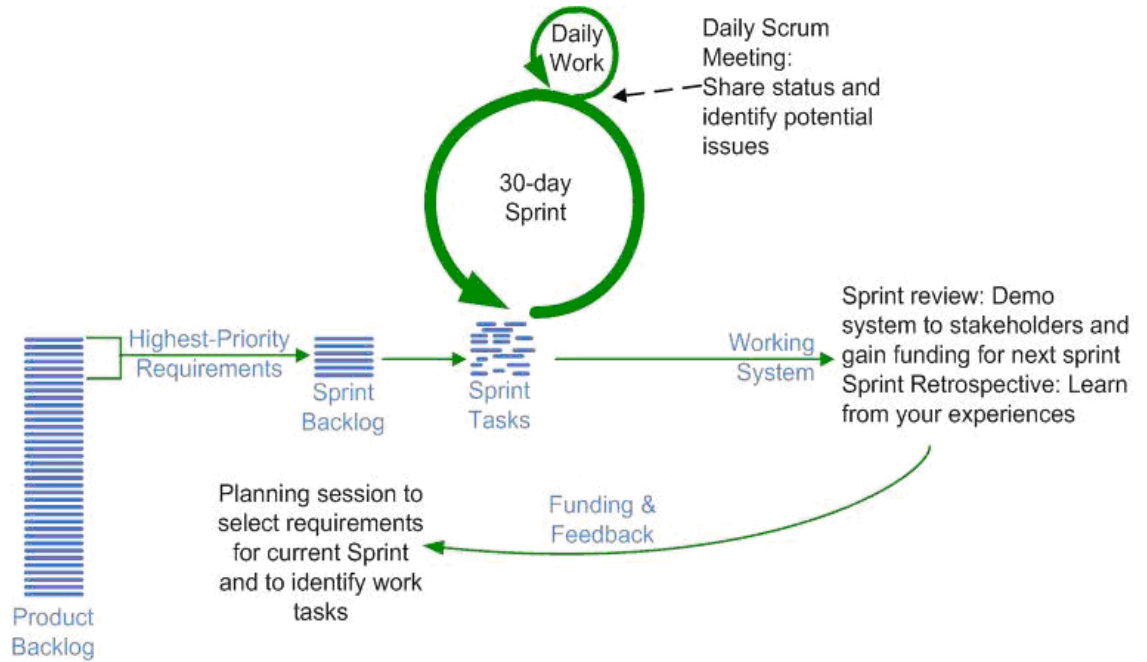 Daily
Work
Daily Scrum
Meeting:
Share status and
identify potential
issues
30-day
Sprint
Highest-Priority
Requirements
Sprint
Backlog
Sprint
Tasks
Working
System
Sprint review: Demo
system to stakeholders and
gain funding for next sprint
Sprint Retrospective: Learn
from your experiences
Planning session to
select requirements
for current Sprint
and to identify work
tasks
Funding &
Feedback
Product
Backlog